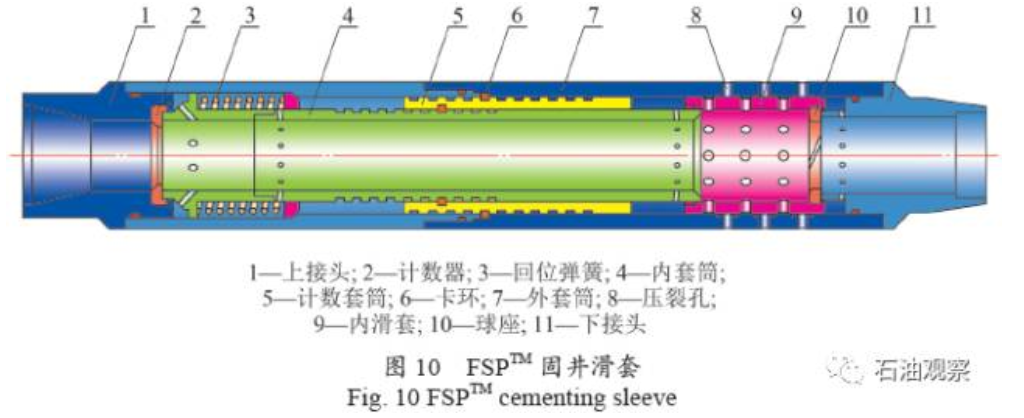 1 2 3 4 5 6 7 8 9 10 11
1—上接头; 2—计数器; 3—回位弹簧; 4—内套筒;
5—计数套筒; 6—卡环; 7—外套筒; 8—压裂孔;
9—内滑套; 10—球座; 11—下接头
图 10 FSP™ 固井滑套
Fig. 10 FSP™ cementing sleeve
石油观察